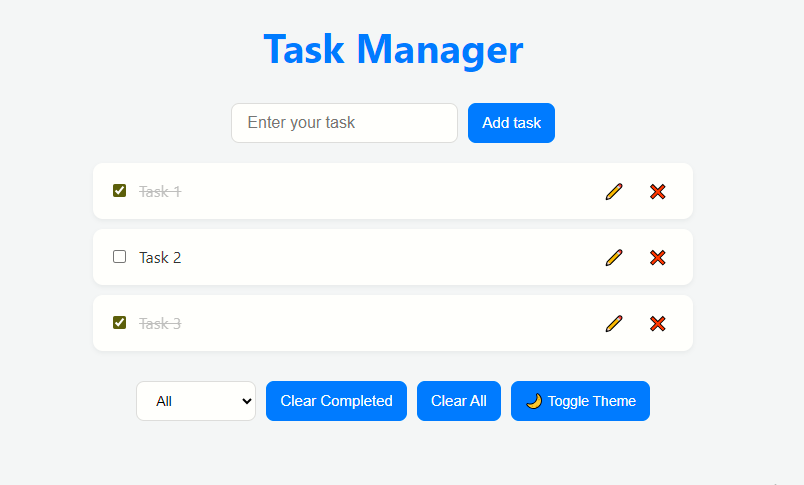 Task Manager
Enter your task Add task
Task 1
Task 2
Task 3
All Clear Completed Clear All Toggle Theme